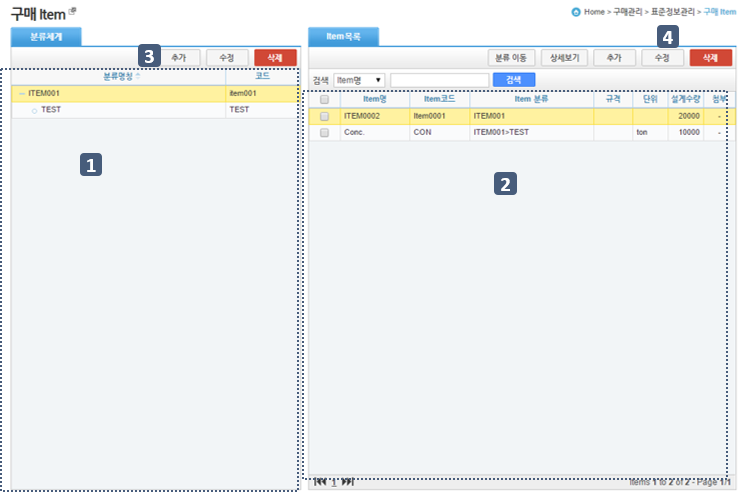 구매 Item
Home > 구매관리 > 표준정보관리 > 구매 Item
분류체계
Item목록
3
4
추가 수정 삭제
분류 이동 상세보기 추가 수정 삭제
검색 Item명 ▼ 검색
분류명칭 코드
ITEM001 item001
TEST TEST
Item명 Item코드 Item 분류 규격 단위 설계수량 첨부
ITEM0002 Item0001 ITEM001 20000 -
Conc. CON ITEM001>TEST ton 10000 -
1
2
1
Items 1 to 2 of 2 - Page 1/1